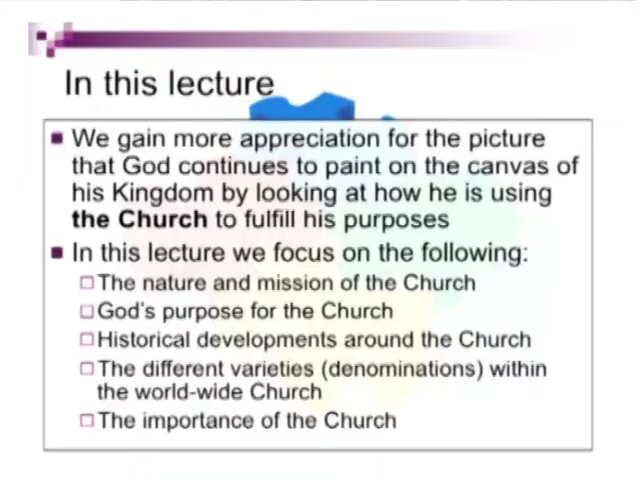 In this lecture
We gain more appreciation for the picture
that God continues to paint on the canvas of
his Kingdom by looking at how he is using
the Church to fulfill his purposes
In this lecture we focus on the following:
The nature and mission of the Church
God's purpose for the Church
Historical developments around the Church
The different varieties (denominations) within
the world-wide Church
The importance of the Church